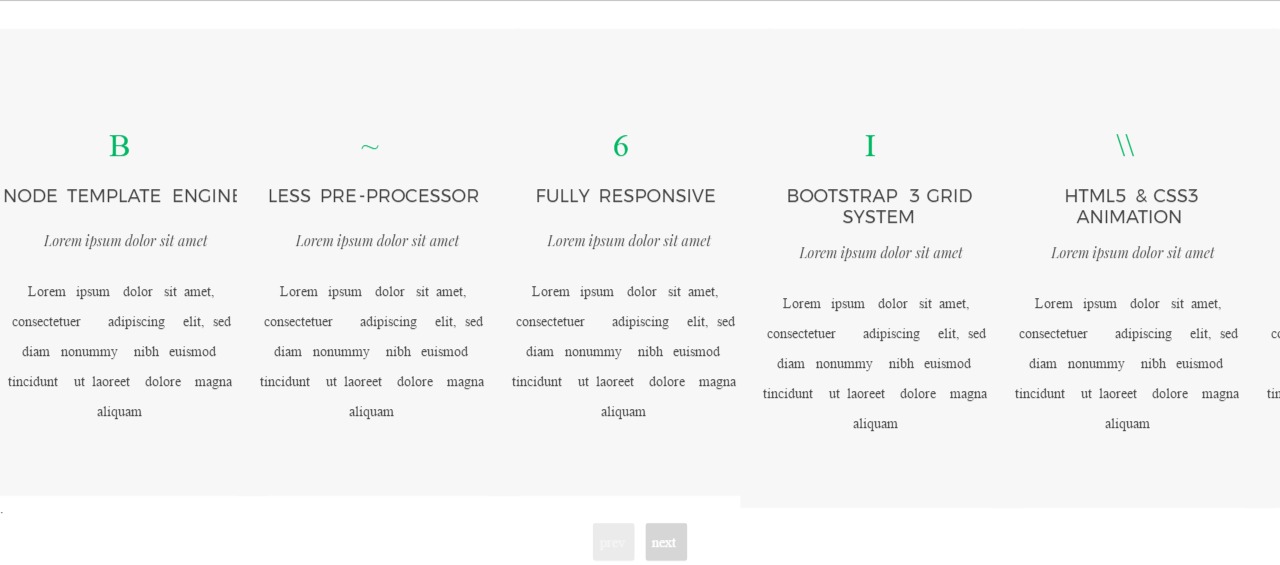 B
NODE TEMPLATE ENGINE
Lorem ipsum dolor sit amet
Lorem ipsum dolor sit amet,
consectetuer adipiscing elit, sed
diam nonummy nibh euismod
tincidunt ut laoreet dolore magna
aliquam
~
LESS PRE-PROCESSOR
Lorem ipsum dolor sit amet
Lorem ipsum dolor sit amet,
consectetuer adipiscing elit, sed
diam nonummy nibh euismod
tincidunt ut laoreet dolore magna
aliquam
6
FULLY RESPONSIVE
Lorem ipsum dolor sit amet
Lorem ipsum dolor sit amet,
consectetuer adipiscing elit, sed
diam nonummy nibh euismod
tincidunt ut laoreet dolore magna
aliquam
I
BOOTSTRAP 3 GRID
SYSTEM
Lorem ipsum dolor sit amet
Lorem ipsum dolor sit amet,
consectetuer adipiscing elit, sed
diam nonummy nibh euismod
tincidunt ut laoreet dolore magna
aliquam
\\
HTML5 & CSS3
ANIMATION
Lorem ipsum dolor sit amet
Lorem ipsum dolor sit amet,
consectetuer adipiscing elit, sed
diam nonummy nibh euismod
tincidunt ut laoreet dolore magna
aliquam
prev next